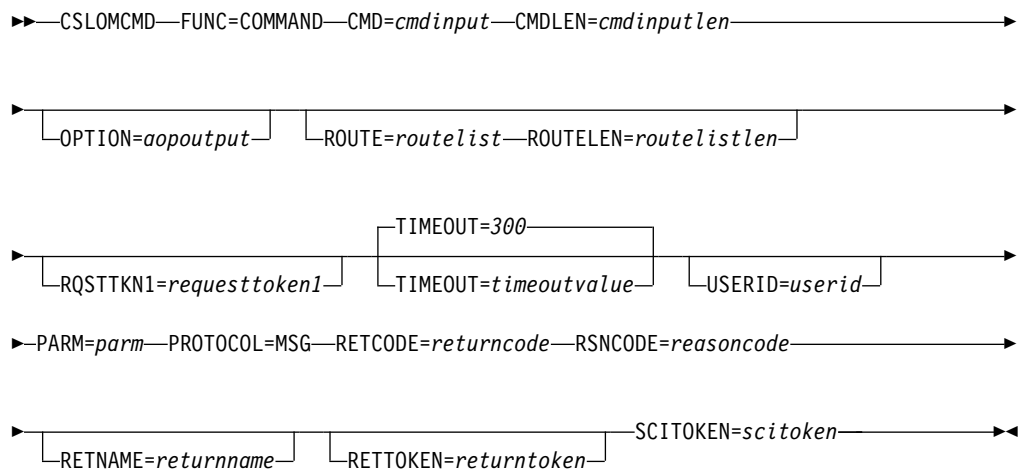 CSLOMCMD FUNC=COMMAND CMD=cmdinput CMDLEN=cmdinputlen
OPTION=aopoutput ROUTE=routelist ROUTELEN=routelistlen
TIMEOUT=300
RQSTTKN1=requesttoken1 TIMEOUT=timeoutvalue USERID=userid
PARM=parm PROTOCOL=MSG RETCODE=returncode RSNCODE=reasoncode
SCITOKEN=scitoken
RETNAME=returnname RETTOKEN=returntoken